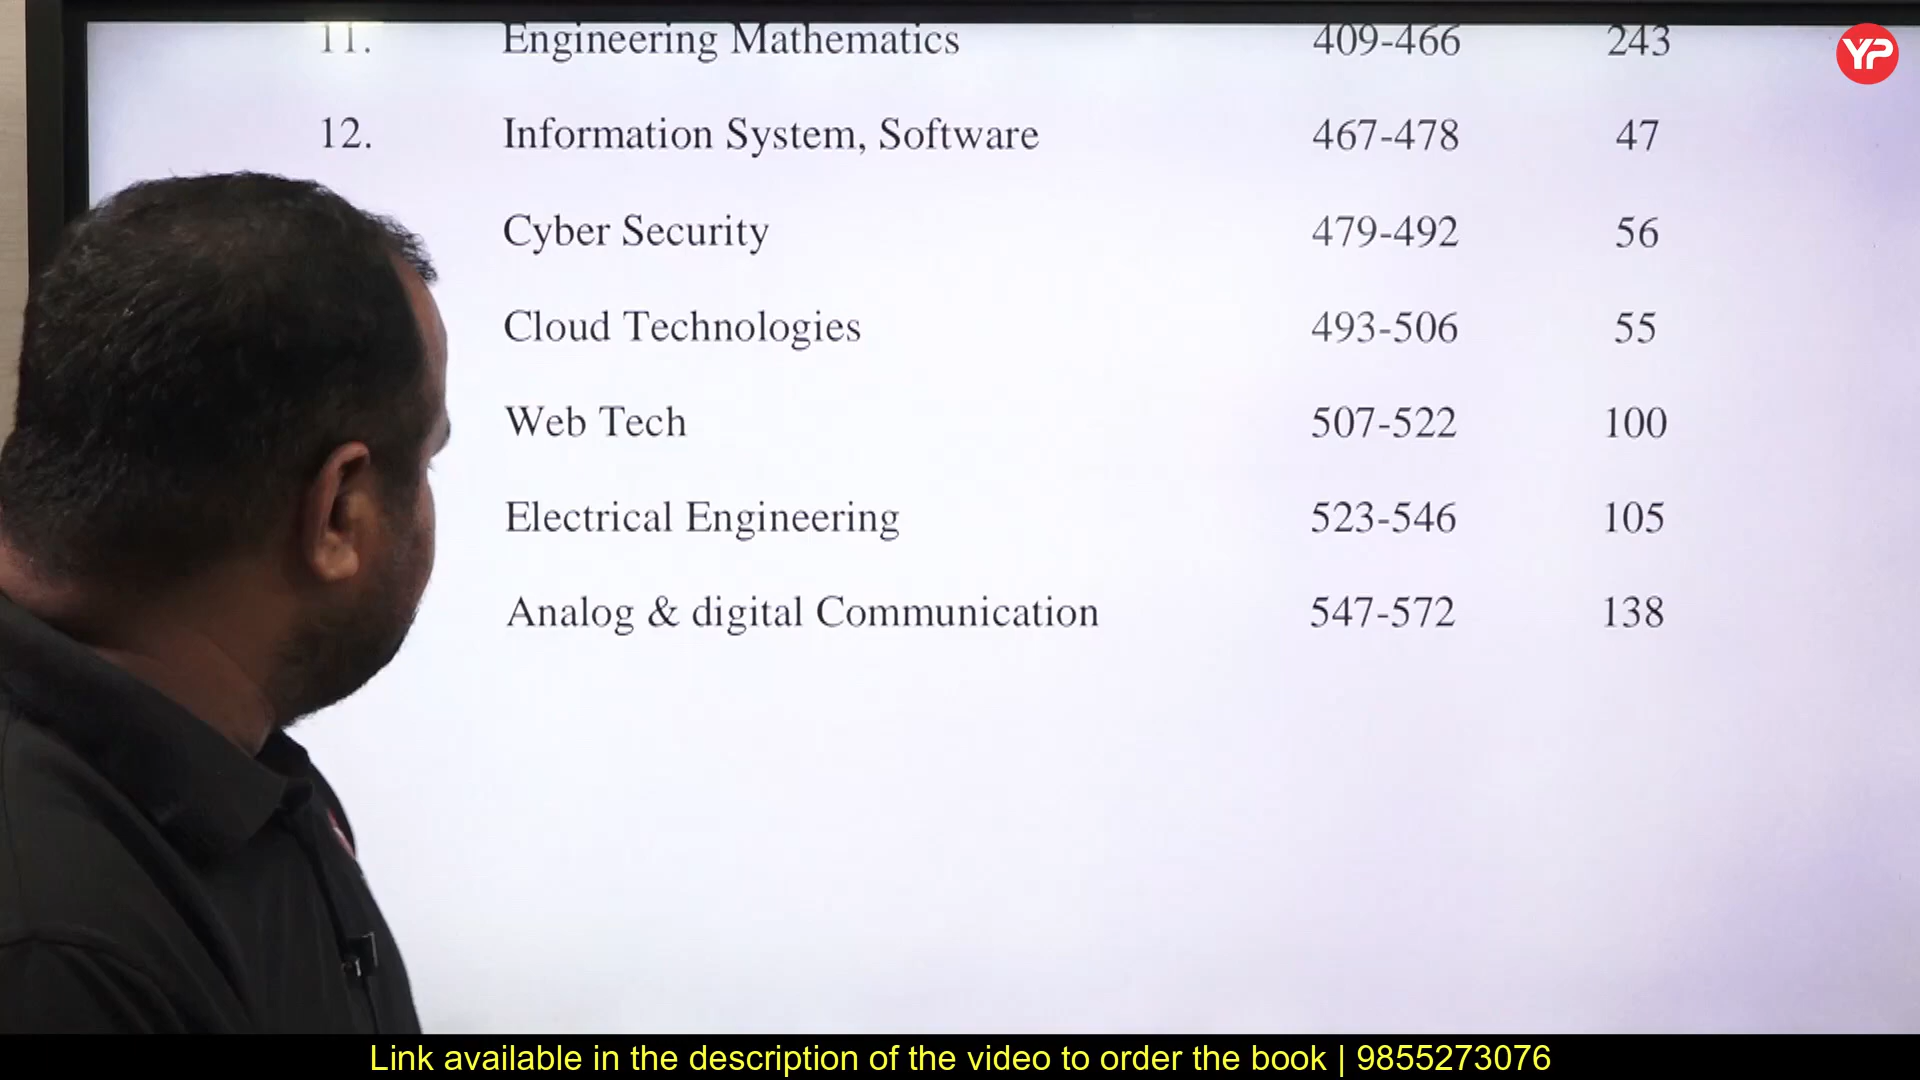 11. Engineering Mathematics 409-466 243
YP
12. Information System, Software 467-478 47
Cyber Security 479-492 56
Cloud Technologies 493-506 55
Web Tech 507-522 100
Electrical Engineering 523-546 105
Analog & digital Communication 547-572 138
Link available in the description of the video to order the book | 9855273076